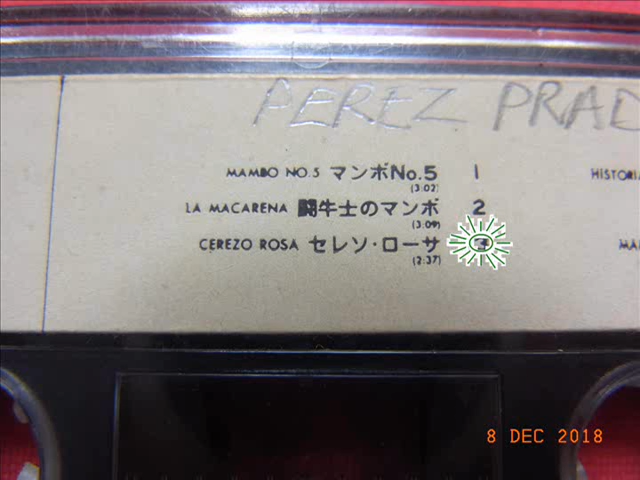 PEREZ PRAD
MAMBO NO.5 マンボNo.5 1
(3:02)
HISTORIA
LA MACARENA 闘牛士のマンボ 2
(3:09)
CEREZO ROSA セレソ・ローサ
(2:37)
MA
8 DEC 2018